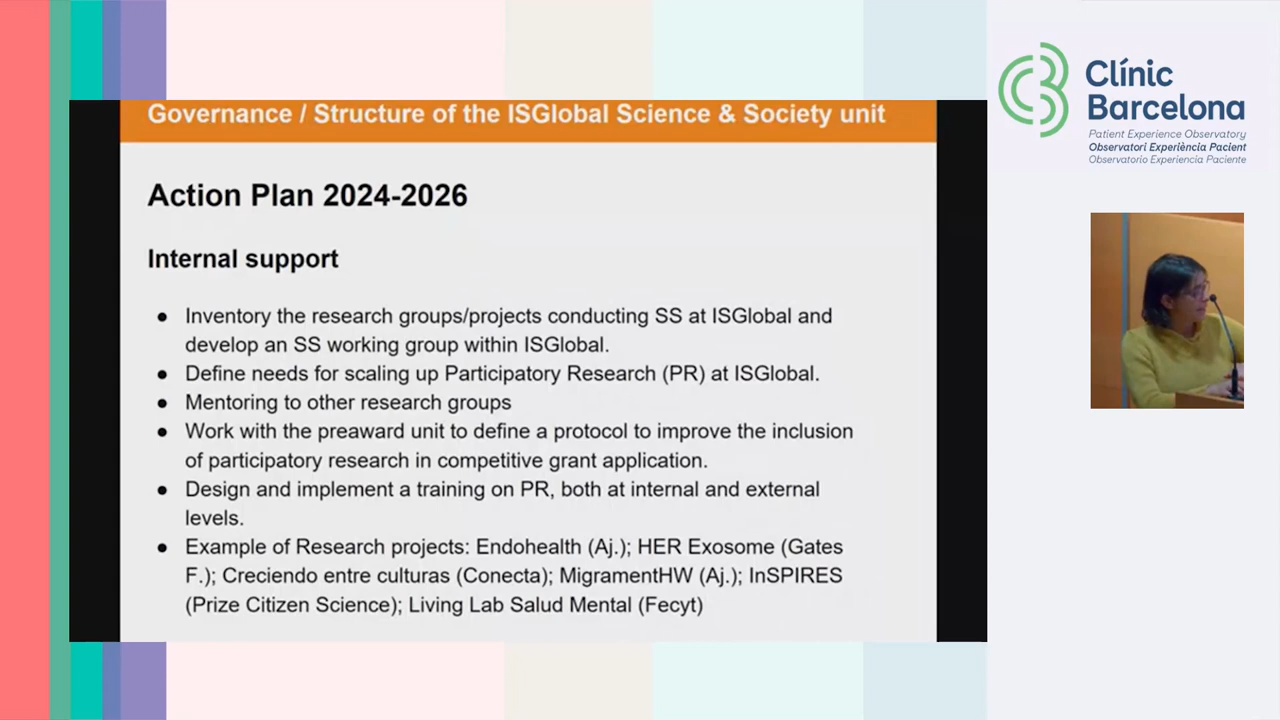 Governance / Structure of the ISGlobal Science & Society unit
Action Plan 2024-2026
Internal support
● Inventory the research groups/projects conducting SS at ISGlobal and
develop an SS working group within ISGlobal.
● Define needs for scaling up Participatory Research (PR) at ISGlobal.
● Mentoring to other research groups
● Work with the preaward unit to define a protocol to improve the inclusion
of participatory research in competitive grant application.
● Design and implement a training on PR, both at internal and external
levels.
● Example of Research projects: Endohealth (Aj.); HER Exosome (Gates
F.); Creciendo entre culturas (Conecta); MigramentHW (Aj.); InSPIRES
(Prize Citizen Science); Living Lab Salud Mental (Fecyt)
Clínic
Barcelona
Patient Experience Observatory
Observatori Experiència Pacient
Observatorio Experiencia Paciente